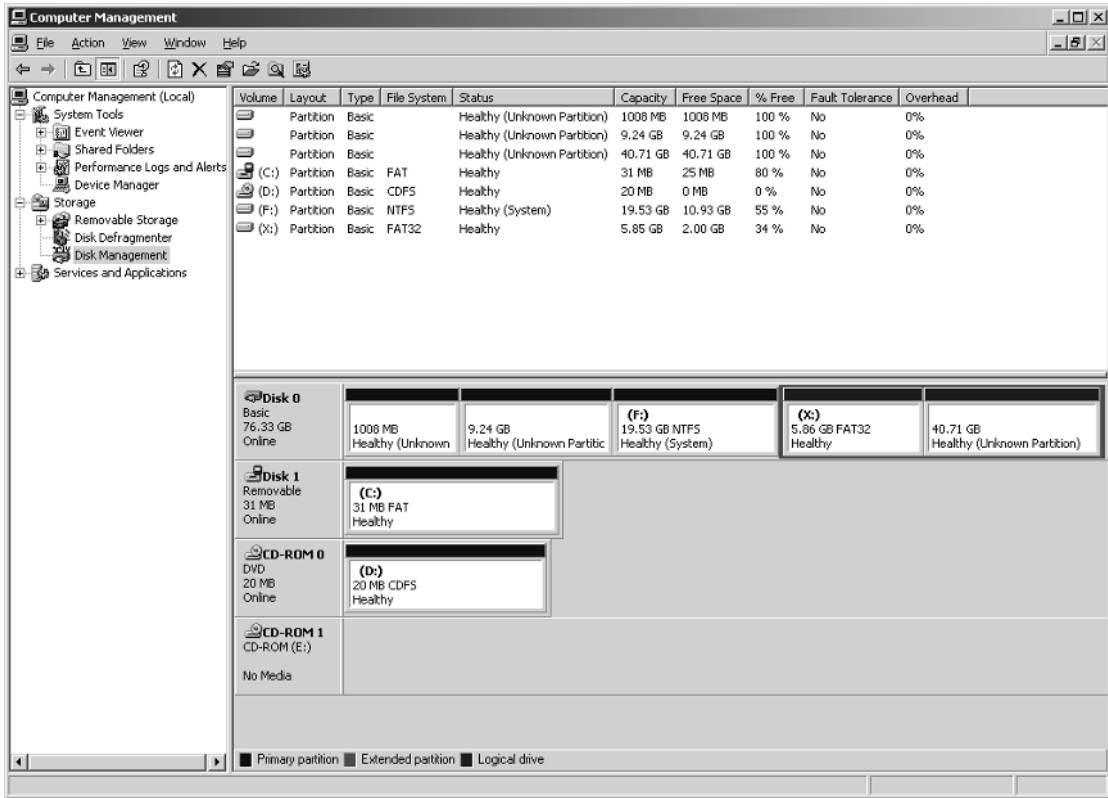 Computer Management
File Action View Window Help
Computer Management (Local)
System Tools
Event Viewer
Shared Folders
Performance Logs and Alerts
Device Manager
Storage
Removable Storage
Disk Defragmenter
Disk Management
Services and Applications
Volume Layout Type File System Status Capacity Free Space % Free Fault Tolerance Overhead
Partition Basic Healthy (Unknown Partition) 1008 MB 1008 MB 100 % No 0%
Partition Basic Healthy (Unknown Partition) 9.24 GB 9.24 GB 100 % No 0%
Partition Basic Healthy (Unknown Partition) 40.71 GB 40.71 GB 100 % No 0%
(C:) Partition Basic FAT Healthy 31 MB 25 MB 80 % No 0%
(D:) Partition Basic CDFS Healthy 20 MB 0 MB 0 % No 0%
(F:) Partition Basic NTFS Healthy (System) 19.53 GB 10.93 GB 55 % No 0%
(X:) Partition Basic FAT32 Healthy 5.85 GB 2.00 GB 34 % No 0%
Disk 0
Basic
76.33 GB
Online
1008 MB
Healthy (Unknown
9.24 GB
Healthy (Unknown Partitic
(F:)
19.53 GB NTFS
Healthy (System)
(X:)
5.86 GB FAT32
Healthy
40.71 GB
Healthy (Unknown Partition)
Disk 1
Removable
31 MB
Online
(C:)
31 MB FAT
Healthy
CD-ROM 0
DVD
20 MB
Online
(D:)
20 MB CDFS
Healthy
CD-ROM 1
CD-ROM (E:)
No Media
Primary partition Extended partition Logical drive